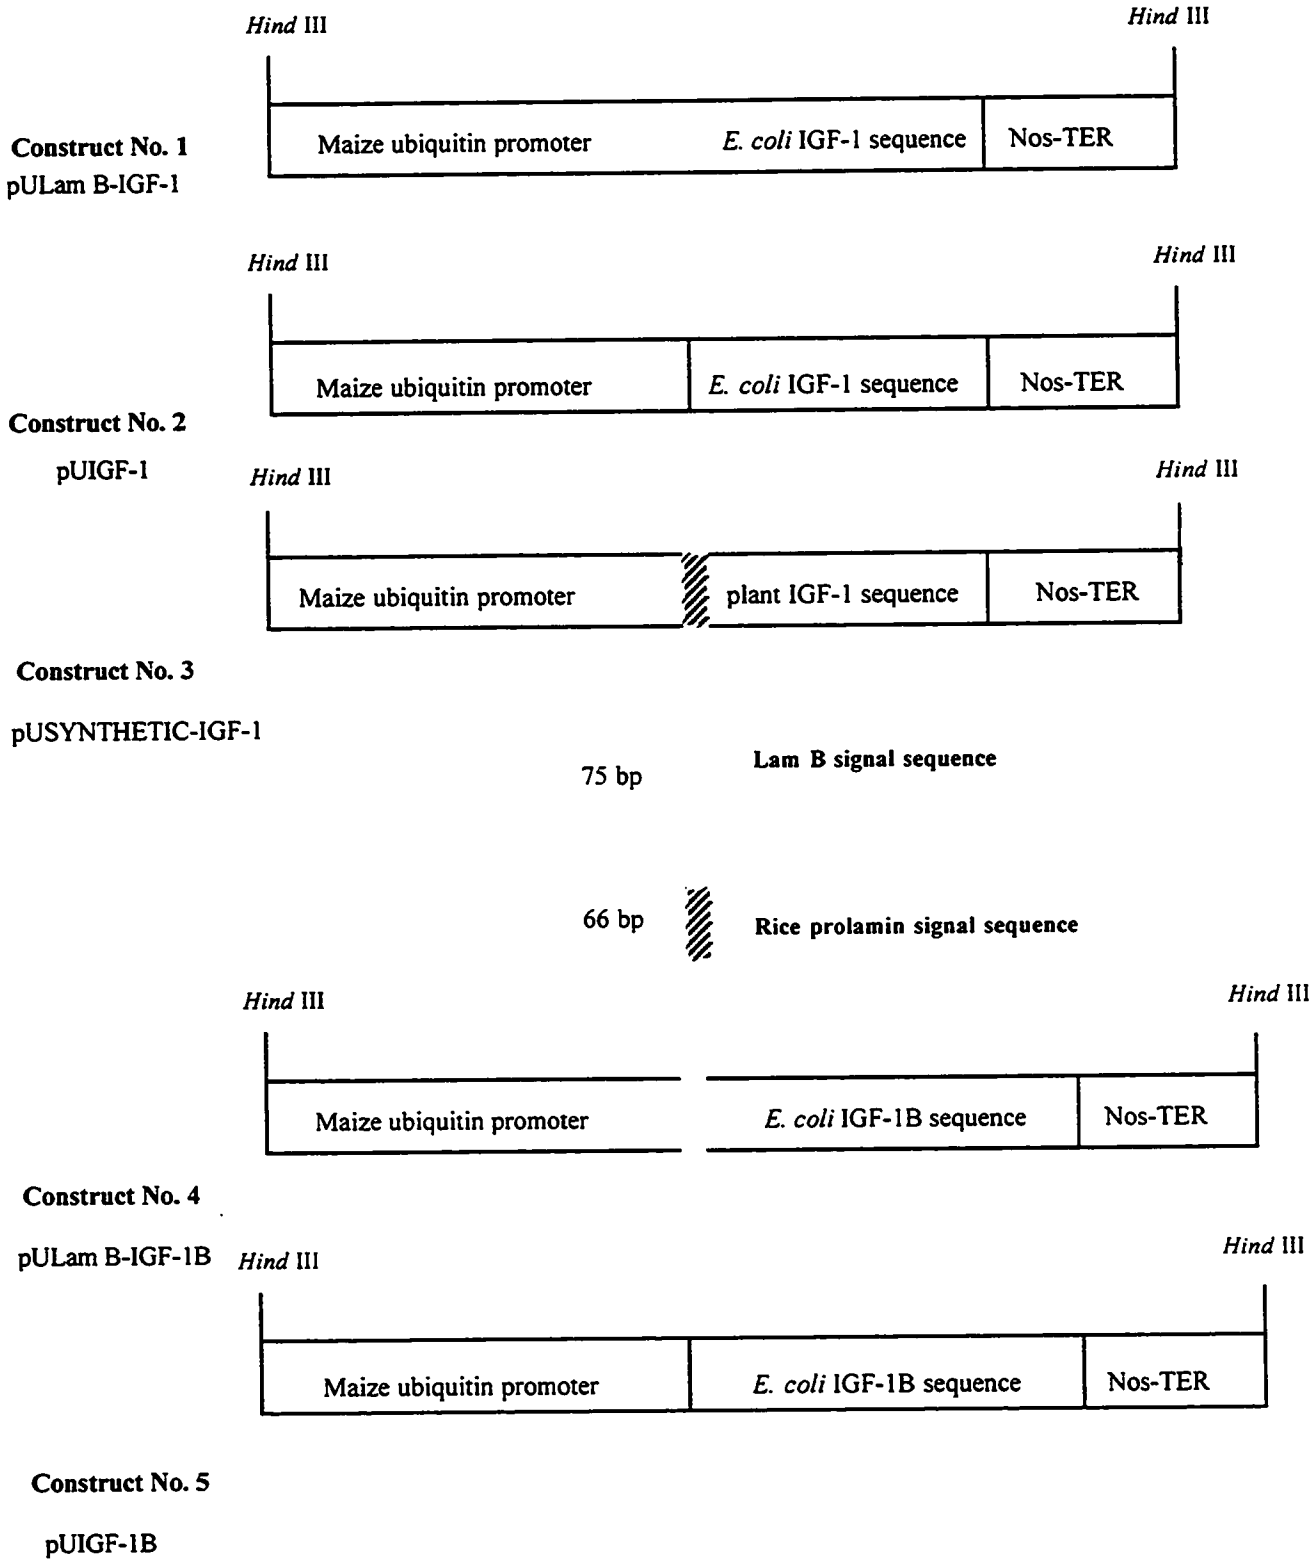 Hind III
Hind III
Construct No. 1
pULam B-IGF-1
Maize ubiquitin promoter
E. coli IGF-1 sequence
Nos-TER
Hind III
Hind III
Maize ubiquitin promoter
E. coli IGF-1 sequence
Nos-TER
Construct No. 2
pUIGF-1
Hind III
Hind III
Maize ubiquitin promoter
plant IGF-1 sequence
Nos-TER
Construct No. 3
pUSYNTHETIC-IGF-1
75 bp
Lam B signal sequence
66 bp
Rice prolamin signal sequence
Hind III
Hind III
Maize ubiquitin promoter
E. coli IGF-1B sequence
Nos-TER
Construct No. 4
pULam B-IGF-1B
Hind III
Hind III
Maize ubiquitin promoter
E. coli IGF-1B sequence
Nos-TER
Construct No. 5
pUIGF-1B